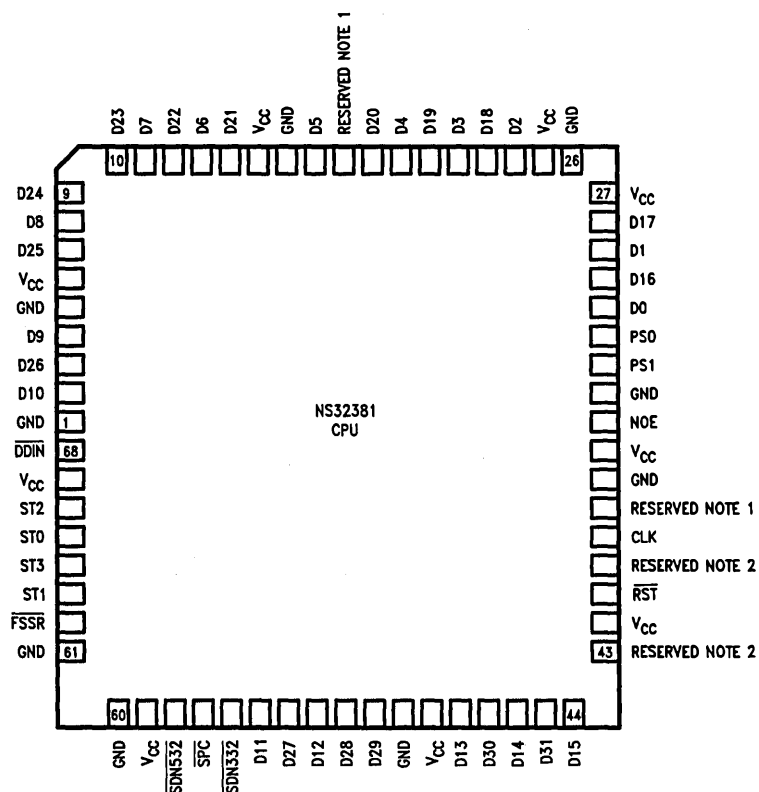 RESERVED NOTE 1
D23 D7 D22 D6 D21 VCC GND D5 D20 D4 D19 D3 D18 D2 VCC GND
10 26
D24 9 27 VCC
D8 D17
D25 D1
VCC D16
GND D0
D9 PS0
D26 PS1
D10 GND
GND 1 NOE
DDIN 68 VCC
VCC GND
ST2 RESERVED NOTE 1
ST0 CLK
ST3 RESERVED NOTE 2
ST1 RST
FSSR VCC
GND 61 43 RESERVED NOTE 2
NS32381
CPU
60 44
GND VCC SDN532 SPC SDN332 D11 D27 D12 D28 D29 GND VCC D13 D30 D14 D31 D15